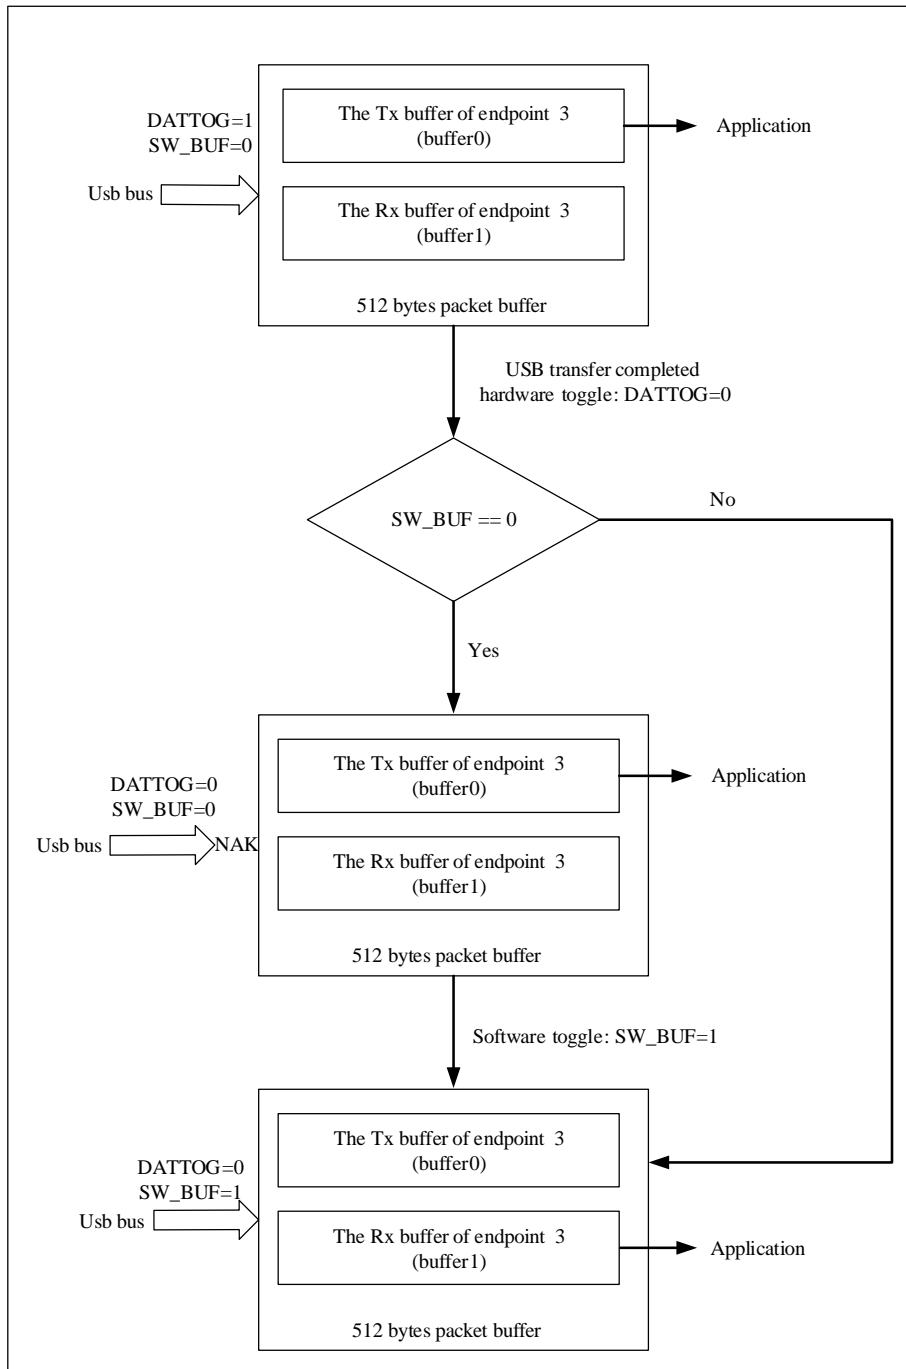 DATTOG=1
SW_BUF=0
Usb bus
The Tx buffer of endpoint 3
(buffer0)
Application
The Rx buffer of endpoint 3
(buffer1)
512 bytes packet buffer
USB transfer completed
hardware toggle: DATTOG=0
SW_BUF == 0
No
Yes
DATTOG=0
SW_BUF=0
Usb bus
NAK
The Tx buffer of endpoint 3
(buffer0)
Application
The Rx buffer of endpoint 3
(buffer1)
512 bytes packet buffer
Software toggle: SW_BUF=1
DATTOG=0
SW_BUF=1
Usb bus
The Tx buffer of endpoint 3
(buffer0)
The Rx buffer of endpoint 3
(buffer1)
Application
512 bytes packet buffer